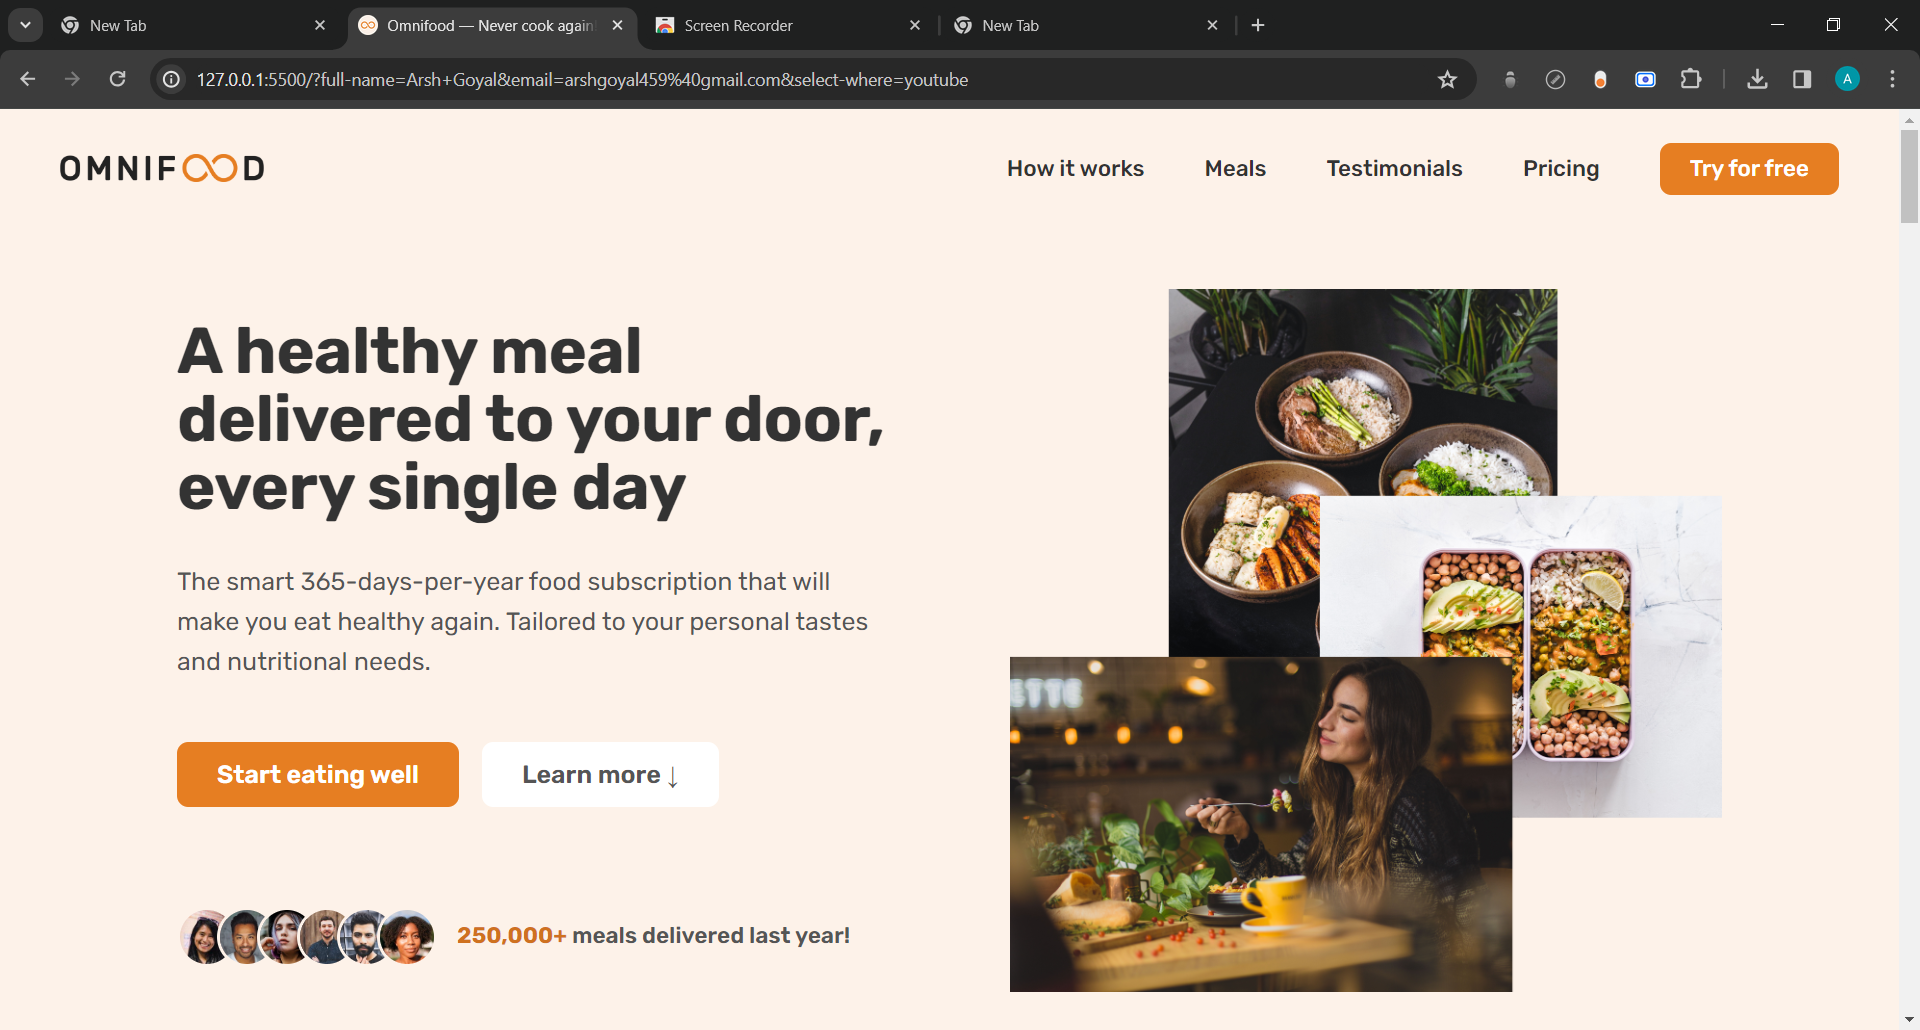 New Tab
Omnifood — Never cook again
Screen Recorder
New Tab
127.0.0.1:5500/?full-name=Arsh+Goyal&email=arshgoyal459%40gmail.com&select-where=youtube
A
OMNIFOOD
How it works
Meals
Testimonials
Pricing
Try for free
A healthy meal
delivered to your door,
every single day
The smart 365-days-per-year food subscription that will
make you eat healthy again. Tailored to your personal tastes
and nutritional needs.
Start eating well
Learn more ↓
ETTE
250,000+ meals delivered last year!